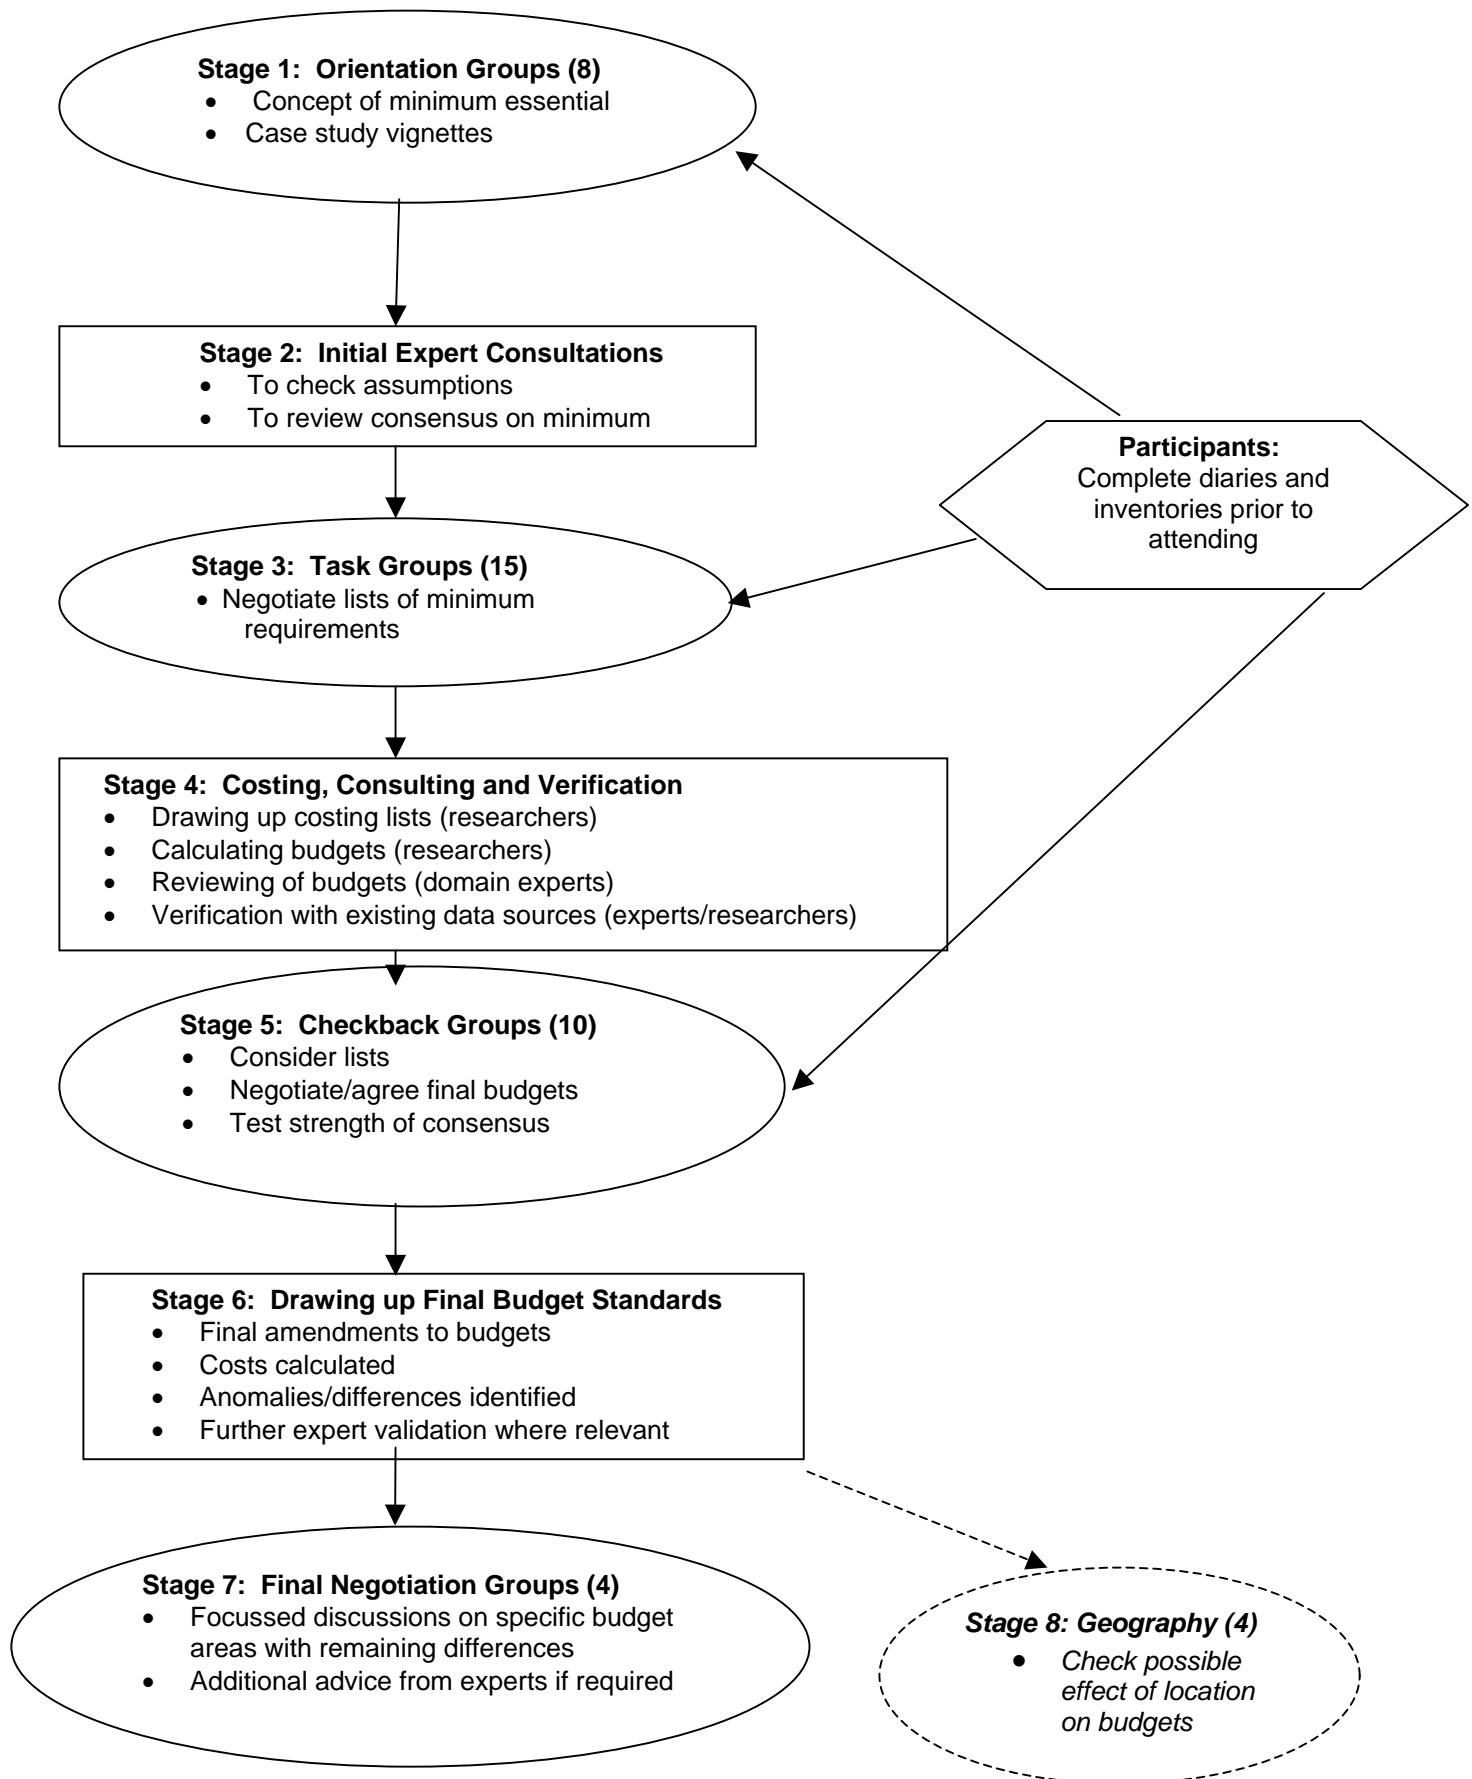 Stage 1: Orientation Groups (8)
• Concept of minimum essential
• Case study vignettes
Stage 2: Initial Expert Consultations
• To check assumptions
• To review consensus on minimum
Participants:
Complete diaries and
inventories prior to
attending
Stage 3: Task Groups (15)
• Negotiate lists of minimum
requirements
Stage 4: Costing, Consulting and Verification
• Drawing up costing lists (researchers)
• Calculating budgets (researchers)
• Reviewing of budgets (domain experts)
• Verification with existing data sources (experts/researchers)
Stage 5: Checkback Groups (10)
• Consider lists
• Negotiate/agree final budgets
• Test strength of consensus
Stage 6: Drawing up Final Budget Standards
• Final amendments to budgets
• Costs calculated
• Anomalies/differences identified
• Further expert validation where relevant
Stage 7: Final Negotiation Groups (4)
• Focussed discussions on specific budget
areas with remaining differences
• Additional advice from experts if required
Stage 8: Geography (4)
• Check possible
effect of location
on budgets